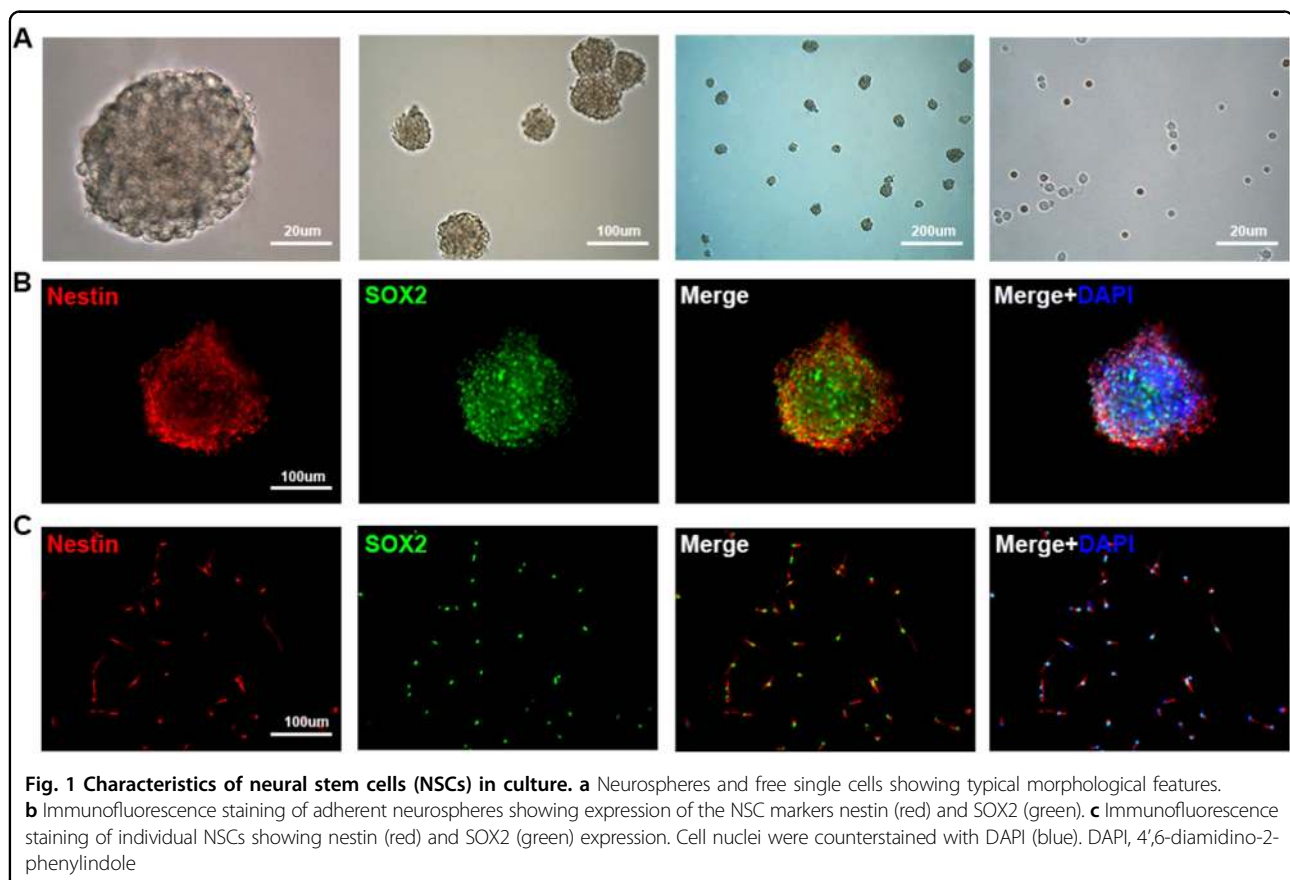 A
20um
100um
200um
20um
B
Nestin
SOX2
Merge
Merge+DAPI
100um
C
Nestin
SOX2
Merge
Merge+DAPI
100um
Fig. 1 Characteristics of neural stem cells (NSCs) in culture. a Neurospheres and free single cells showing typical morphological features.
b Immunofluorescence staining of adherent neurospheres showing expression of the NSC markers nestin (red) and SOX2 (green). c Immunofluorescence
staining of individual NSCs showing nestin (red) and SOX2 (green) expression. Cell nuclei were counterstained with DAPI (blue). DAPI, 4′,6-diamidino-2-
phenylindole